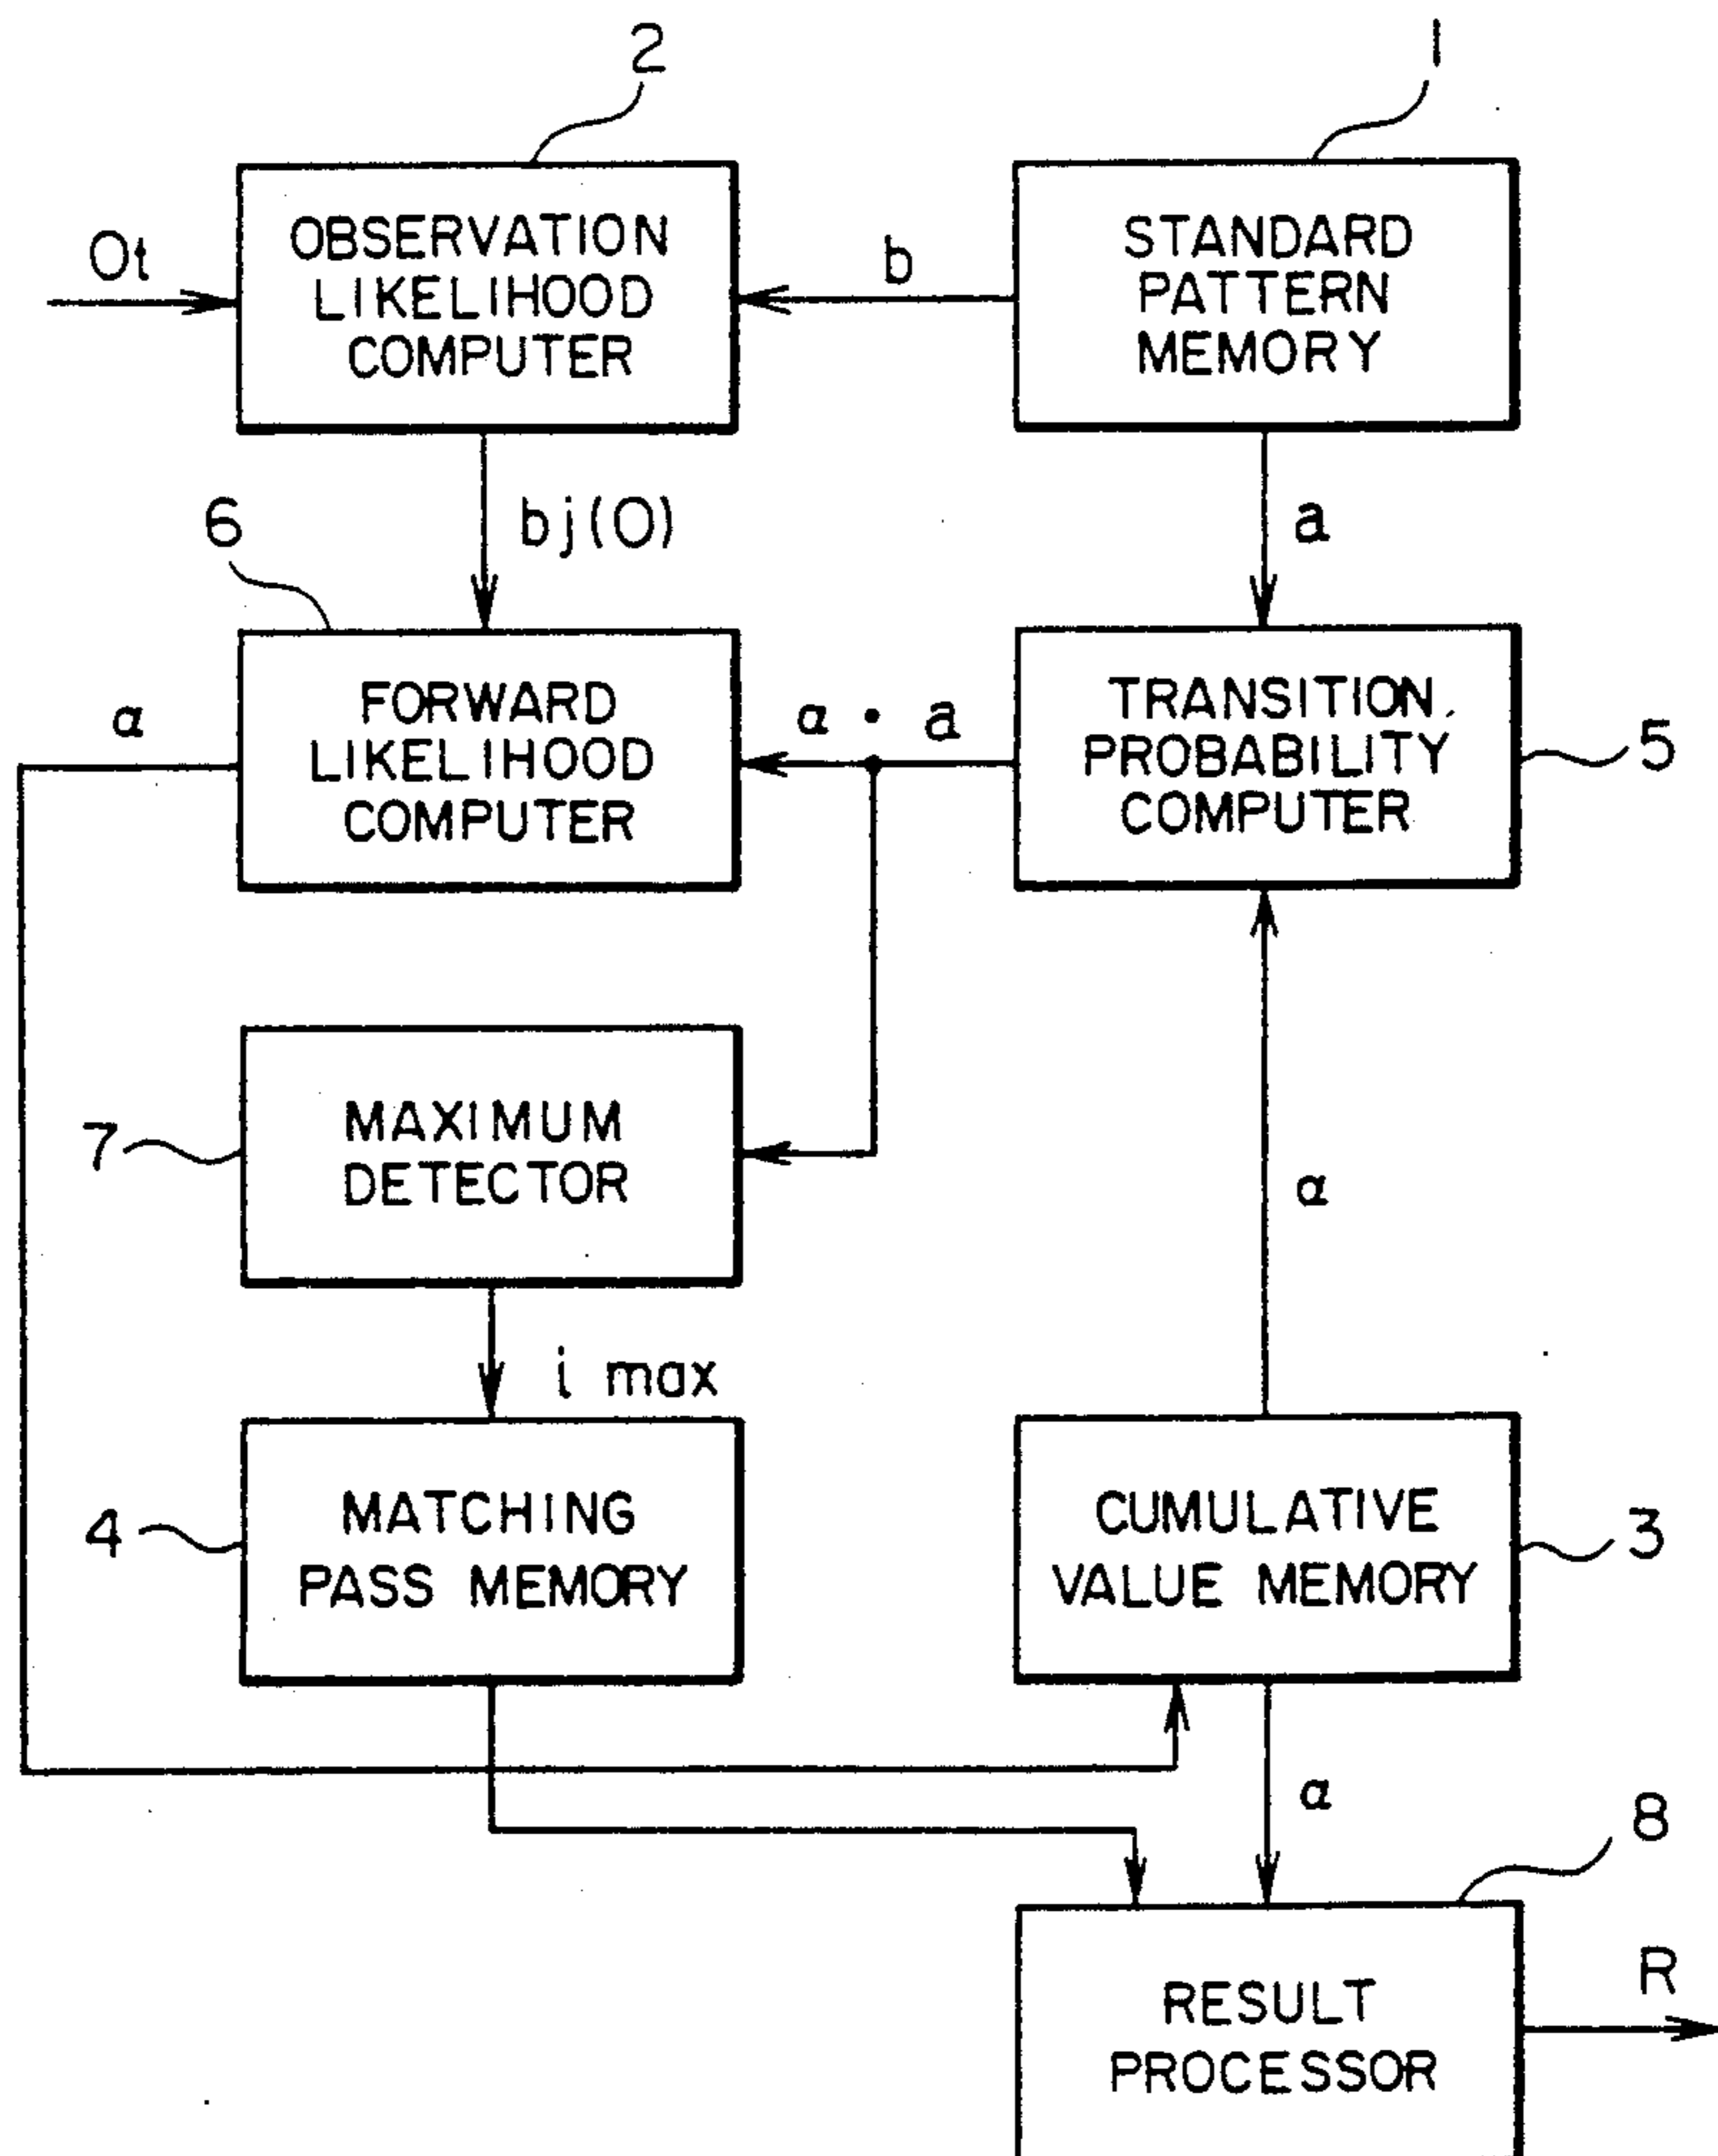 2
1
OBSERVATION
LIKELIHOOD
COMPUTER
STANDARD
PATTERN
MEMORY
Ot
b
bj(O)
a
6
FORWARD
LIKELIHOOD
COMPUTER
α
α • a
TRANSITION
PROBABILITY
COMPUTER
5
7
MAXIMUM
DETECTOR
α
i max
4
MATCHING
PASS MEMORY
CUMULATIVE
VALUE MEMORY
3
α
8
RESULT
PROCESSOR
R